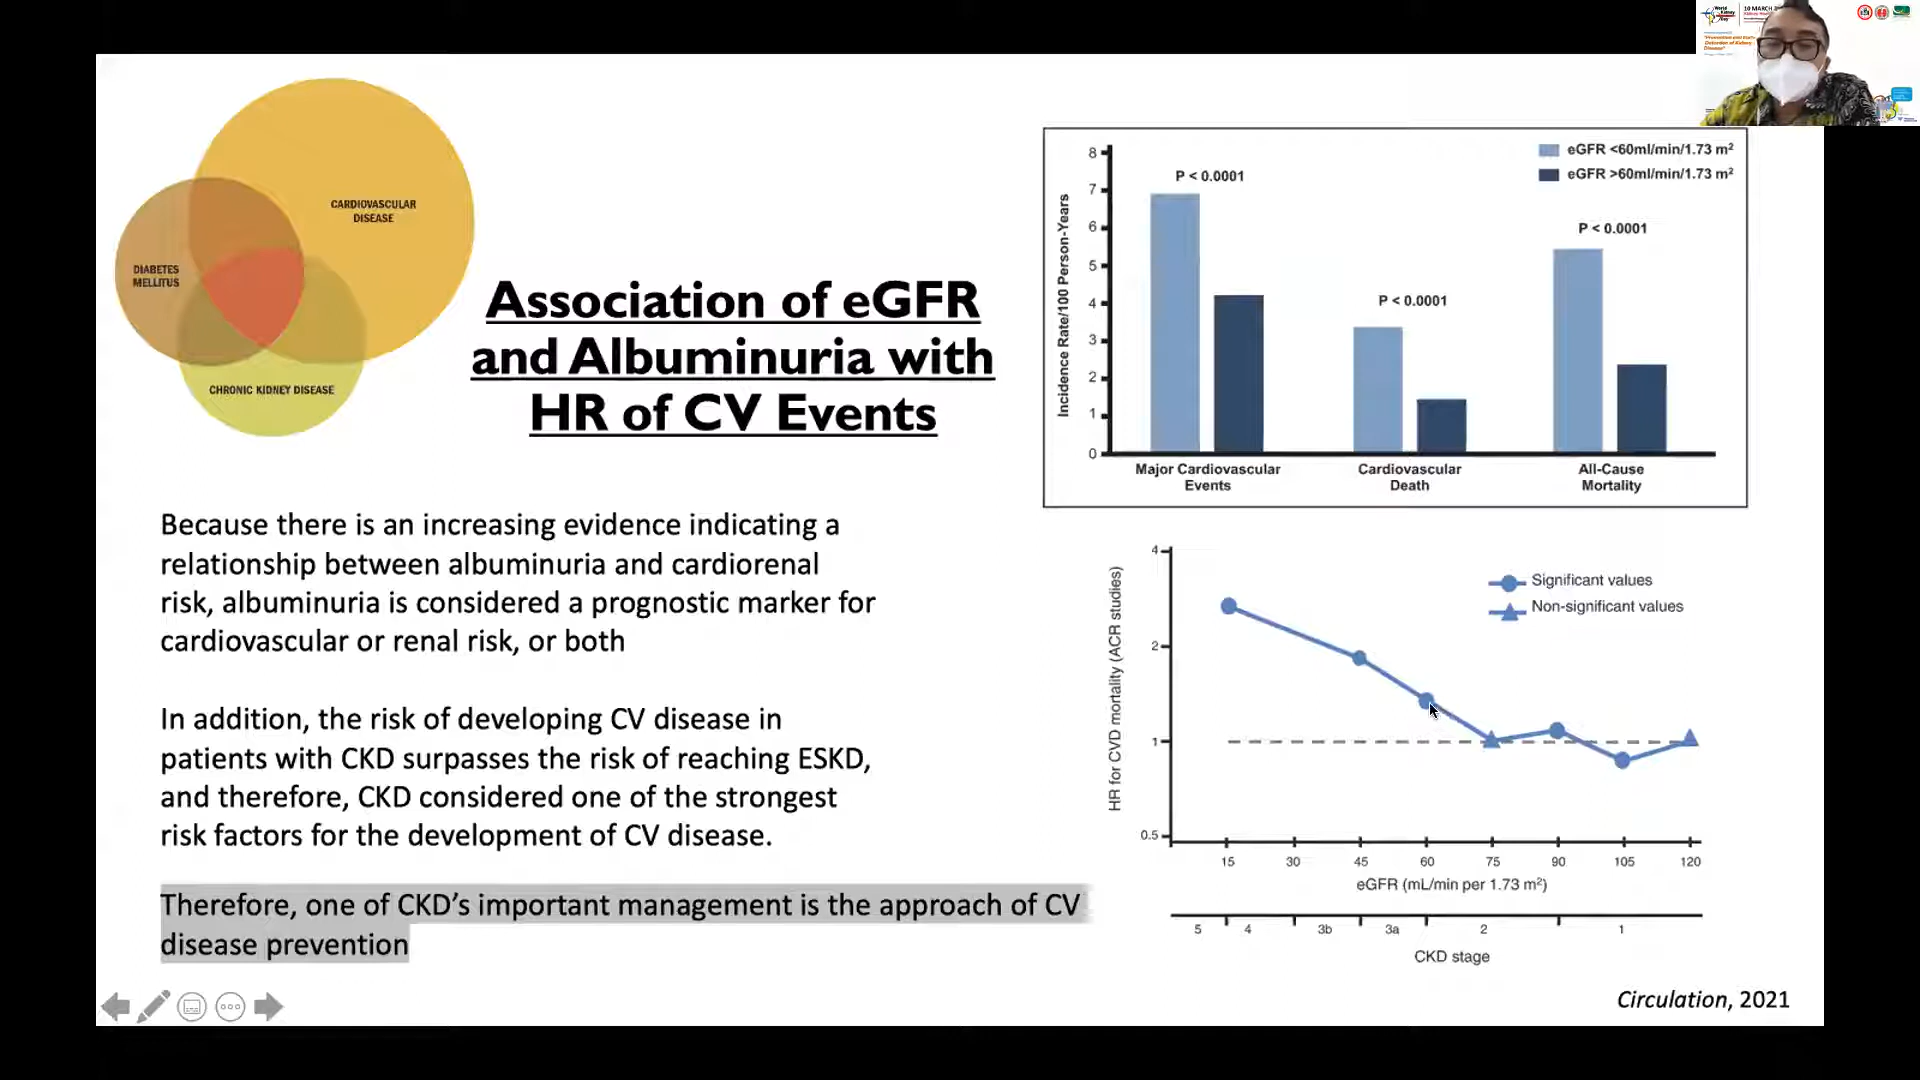 World
Kidney
Day
10 MARCH
CARDIOVASCULAR
DISEASE
DIABETES
MELLITUS
CHRONIC KIDNEY DISEASE
Association of eGFR
and Albuminuria with
HR of CV Events
Because there is an increasing evidence indicating a
relationship between albuminuria and cardiorenal
risk, albuminuria is considered a prognostic marker for
cardiovascular or renal risk, or both
In addition, the risk of developing CV disease in
patients with CKD surpasses the risk of reaching ESKD,
and therefore, CKD considered one of the strongest
risk factors for the development of CV disease.
Therefore, one of CKD’s important management is the approach of CV
disease prevention
eGFR <60ml/min/1.73 m²
eGFR >60ml/min/1.73 m²
P < 0.0001
P < 0.0001
P < 0.0001
Incidence Rate/100 Person-Years
8
7
6
5
4
3
2
1
0
Major Cardiovascular
Events
Cardiovascular
Death
All-Cause
Mortality
Significant values
Non-significant values
HR for CVD mortality (ACR studies)
4
2
1
0.5
15 30 45 60 75 90 105 120
eGFR (mL/min per 1.73 m²)
5 4 3b 3a 2 1
CKD stage
Circulation, 2021